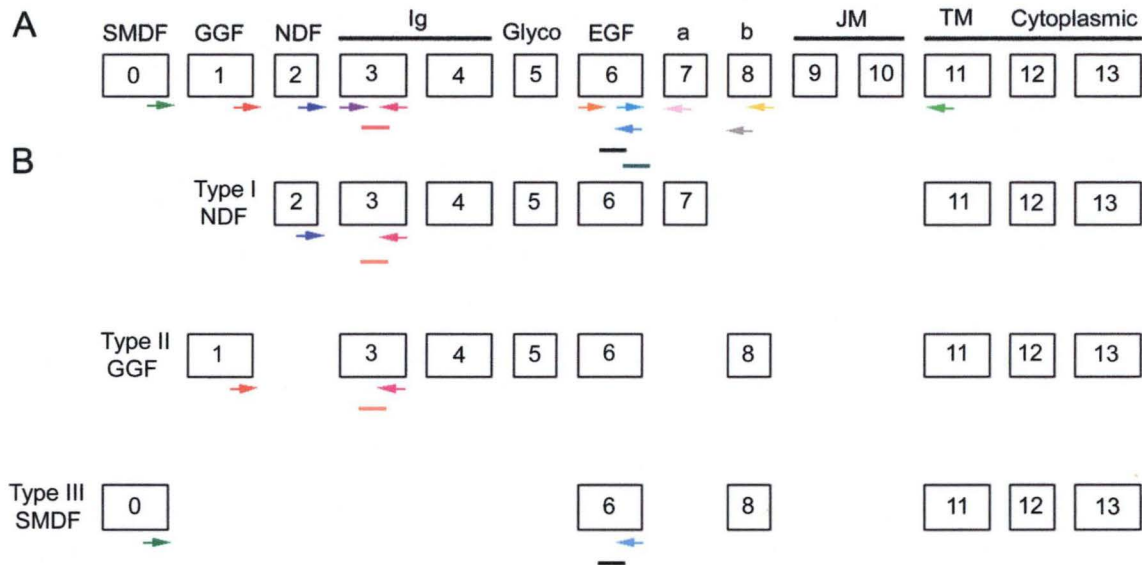 A
SMDF GGF NDF Ig Glyco EGF a b JM TM Cytoplasmic
0 1 2 3 4 5 6 7 8 9 10 11 12 13
B
Type I
NDF
2 3 4 5 6 7 11 12 13
Type II
GGF
1 3 4 5 6 8 11 12 13
Type III
SMDF
0 6 8 11 12 13